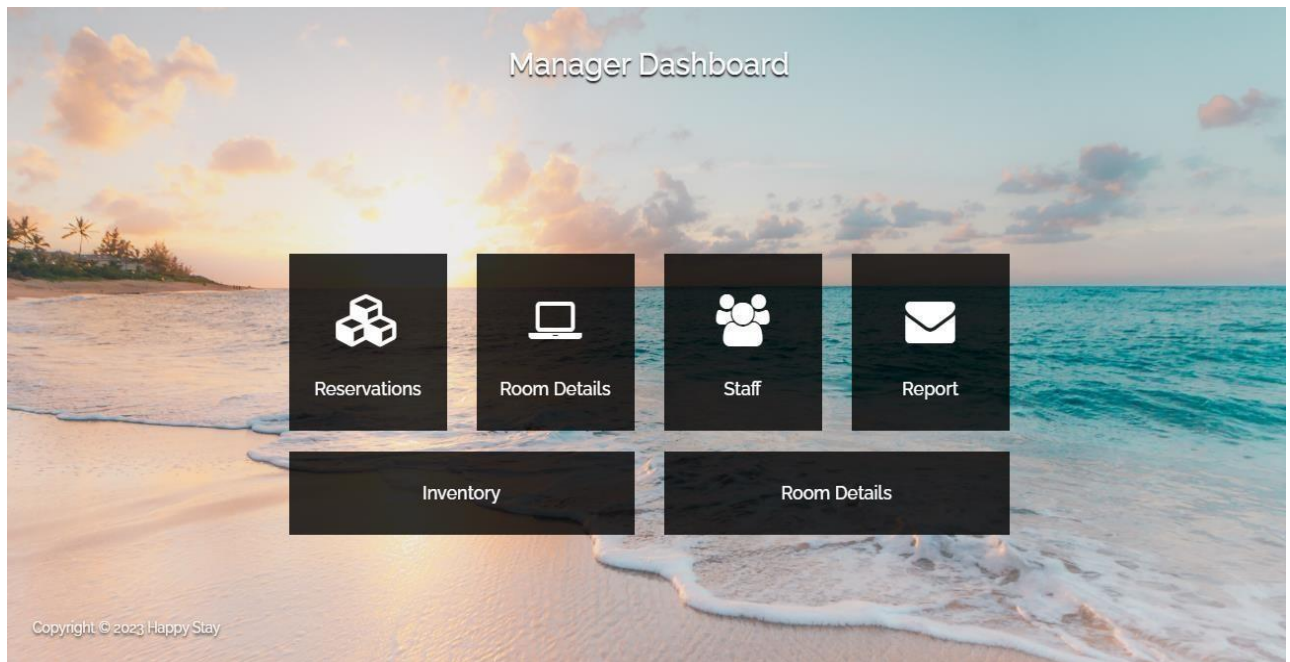 Manager Dashboard
Reservations
Room Details
Staff
Report
Inventory
Room Details
Copyright © 2023 Happy Stay